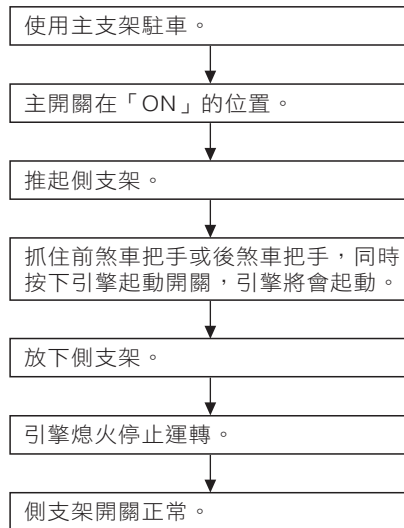 使用主支架駐車。
主開關在「ON」的位置。
推起側支架。
抓住前煞車把手或後煞車把手，同時
按下引擎起動開關，引擎將會起動。
放下側支架。
引擎熄火停止運轉。
側支架開關正常。